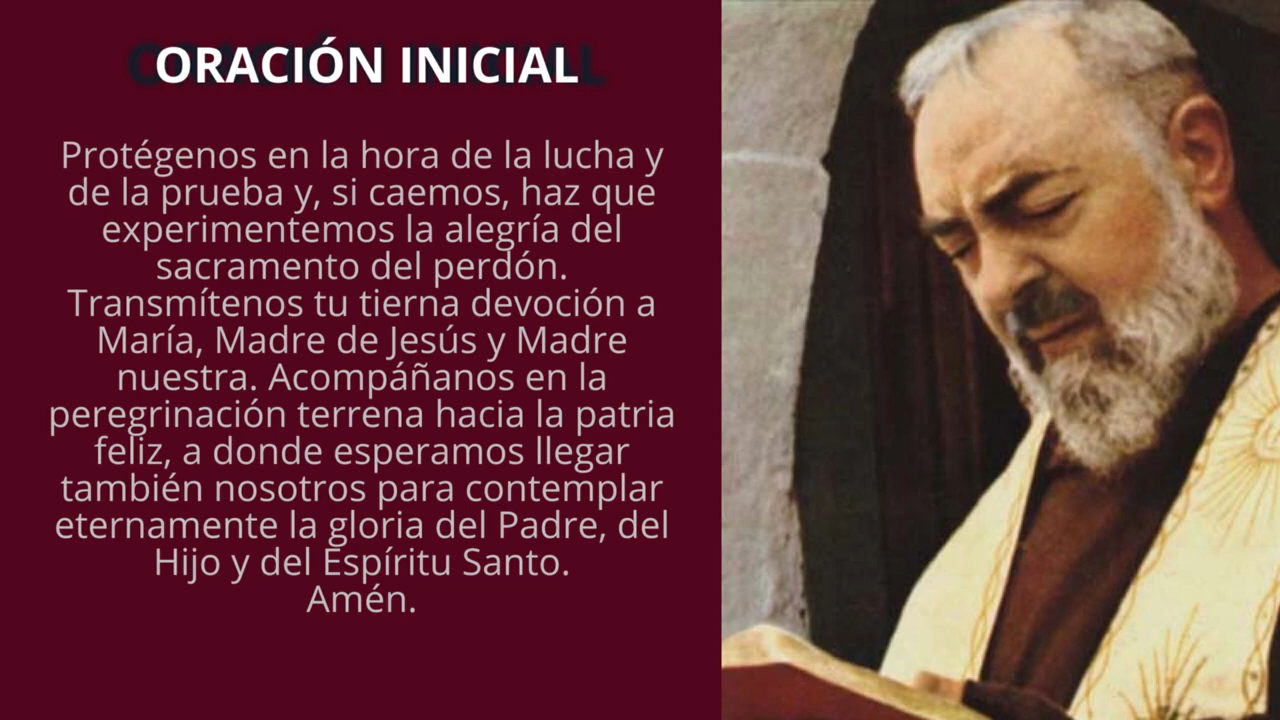 ORACIÓN INICIAL
Protégenos en la hora de la lucha y
de la prueba y, si caemos, haz que
experimentemos la alegría del
sacramento del perdón.
Transmítenos tu tierna devoción a
María, Madre de Jesús y Madre
nuestra. Acompáñanos en la
peregrinación terrena hacia la patria
feliz, a donde esperamos llegar
también nosotros para contemplar
eternamente la gloria del Padre, del
Hijo y del Espíritu Santo.
Amén.